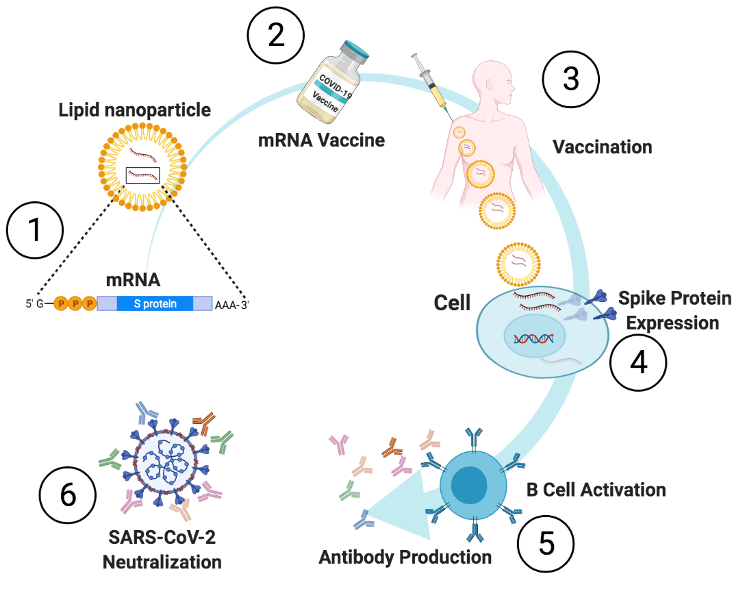 1
Lipid nanoparticle
mRNA
5' G
P P P
S protein
AAA-3'
2
COVID-19
Vaccine
mRNA Vaccine
3
Vaccination
Cell
Spike Protein
Expression
4
B Cell Activation
5
Antibody Production
6
SARS-CoV-2
Neutralization